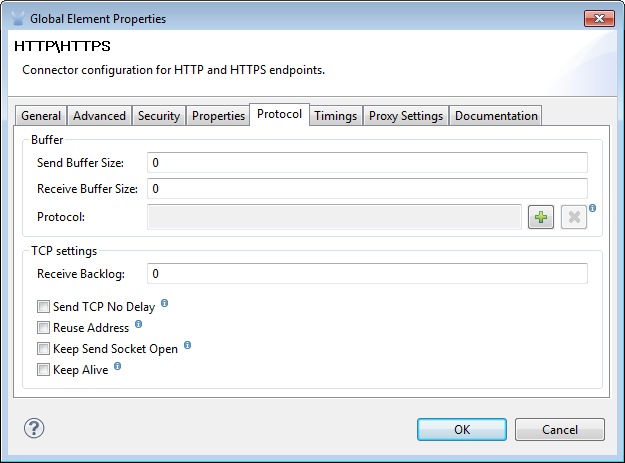 Global Element Properties
HTTP\HTTPS
Connector configuration for HTTP and HTTPS endpoints.
General Advanced Security Properties Protocol Timings Proxy Settings Documentation
Buffer
Send Buffer Size: 0
Receive Buffer Size: 0
Protocol:
TCP settings
Receive Backlog: 0
Send TCP No Delay
Reuse Address
Keep Send Socket Open
Keep Alive
OK Cancel